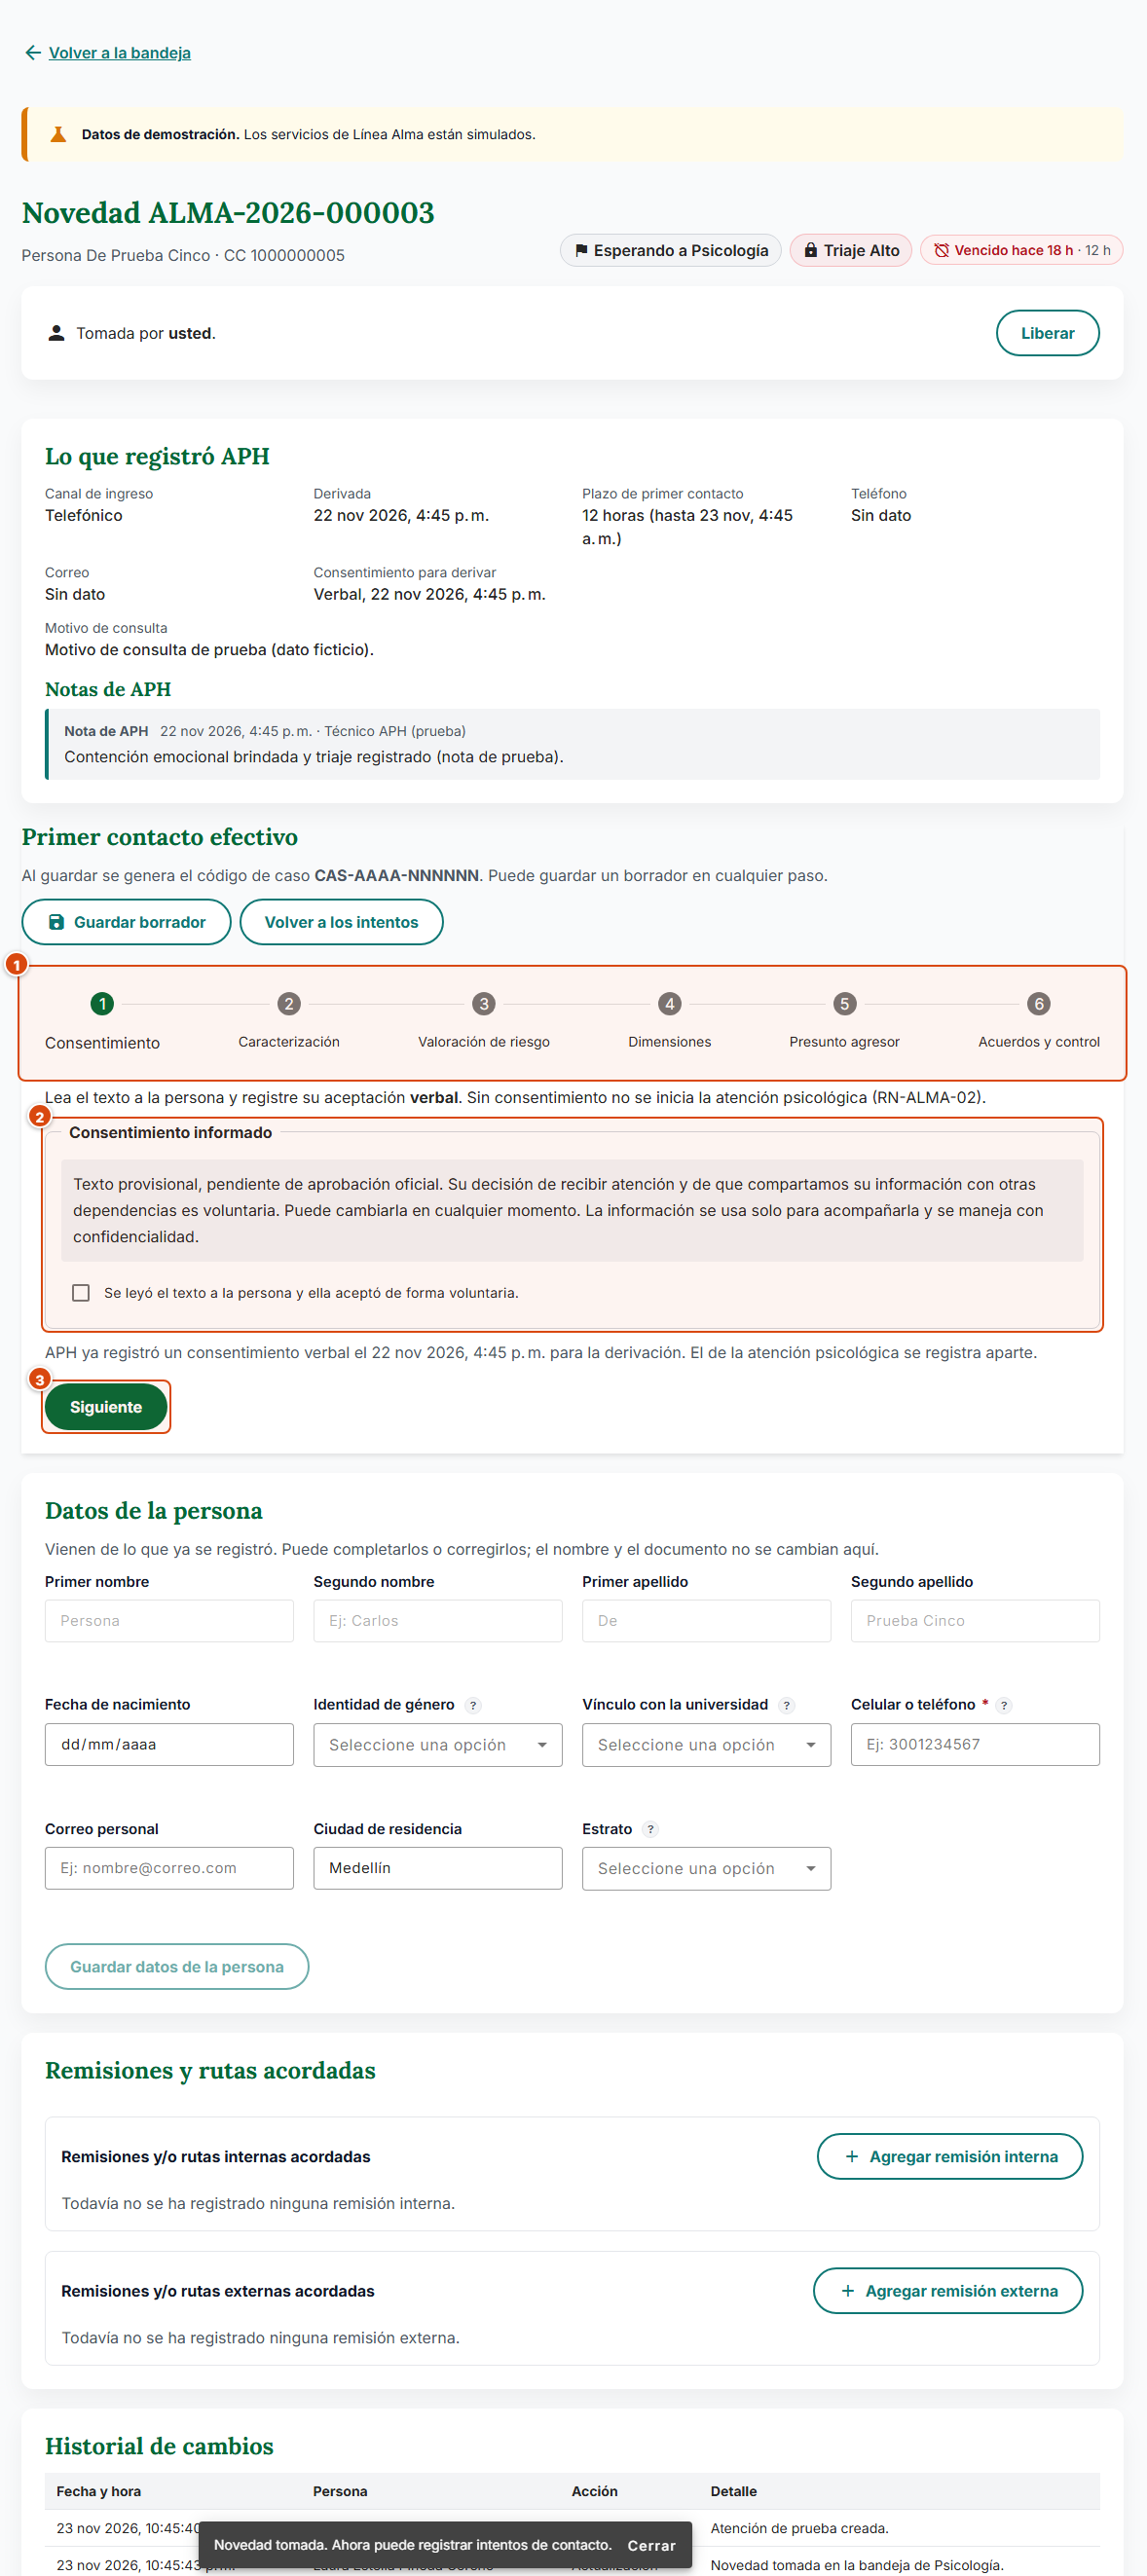 Volver a la bandeja
Datos de demostración. Los servicios de Línea Alma están simulados.
Novedad ALMA-2026-000003
Persona De Prueba Cinco · CC 1000000005
Esperando a Psicología
Triaje Alto
Vencido hace 18 h · 12 h
Tomada por usted.
Liberar
Lo que registró APH
Canal de ingreso
Telefónico
Derivada
22 nov 2026, 4:45 p. m.
Plazo de primer contacto
12 horas (hasta 23 nov, 4:45
a. m.)
Teléfono
Sin dato
Correo
Sin dato
Consentimiento para derivar
Verbal, 22 nov 2026, 4:45 p. m.
Motivo de consulta
Motivo de consulta de prueba (dato ficticio).
Notas de APH
Nota de APH 22 nov 2026, 4:45 p. m. · Técnico APH (prueba)
Contención emocional brindada y triaje registrado (nota de prueba).
Primer contacto efectivo
Al guardar se genera el código de caso CAS-AAAA-NNNNNN. Puede guardar un borrador en cualquier paso.
Guardar borrador
Volver a los intentos
1
1 2 3 4 5 6
Consentimiento Caracterización Valoración de riesgo Dimensiones Presunto agresor Acuerdos y control
Lea el texto a la persona y registre su aceptación verbal. Sin consentimiento no se inicia la atención psicológica (RN-ALMA-02).
2
Consentimiento informado
Texto provisional, pendiente de aprobación oficial. Su decisión de recibir atención y de que compartamos su información con otras
dependencias es voluntaria. Puede cambiarla en cualquier momento. La información se usa solo para acompañarla y se maneja con
confidencialidad.
Se leyó el texto a la persona y ella aceptó de forma voluntaria.
APH ya registró un consentimiento verbal el 22 nov 2026, 4:45 p. m. para la derivación. El de la atención psicológica se registra aparte.
3
Siguiente
Datos de la persona
Vienen de lo que ya se registró. Puede completarlos o corregirlos; el nombre y el documento no se cambian aquí.
Primer nombre
Persona
Segundo nombre
Ej: Carlos
Primer apellido
De
Segundo apellido
Prueba Cinco
Fecha de nacimiento
dd/mm/aaaa
Identidad de género ?
Seleccione una opción
Vínculo con la universidad ?
Seleccione una opción
Celular o teléfono * ?
Ej: 3001234567
Correo personal
Ej: nombre@correo.com
Ciudad de residencia
Medellín
Estrato ?
Seleccione una opción
Guardar datos de la persona
Remisiones y rutas acordadas
Remisiones y/o rutas internas acordadas
+ Agregar remisión interna
Todavía no se ha registrado ninguna remisión interna.
Remisiones y/o rutas externas acordadas
+ Agregar remisión externa
Todavía no se ha registrado ninguna remisión externa.
Historial de cambios
Fecha y hora Persona Acción Detalle
23 nov 2026, 10:45:40 Atención de prueba creada.
Novedad tomada. Ahora puede registrar intentos de contacto. Cerrar
23 nov 2026, 10:45:43 Novedad tomada en la bandeja de Psicología.